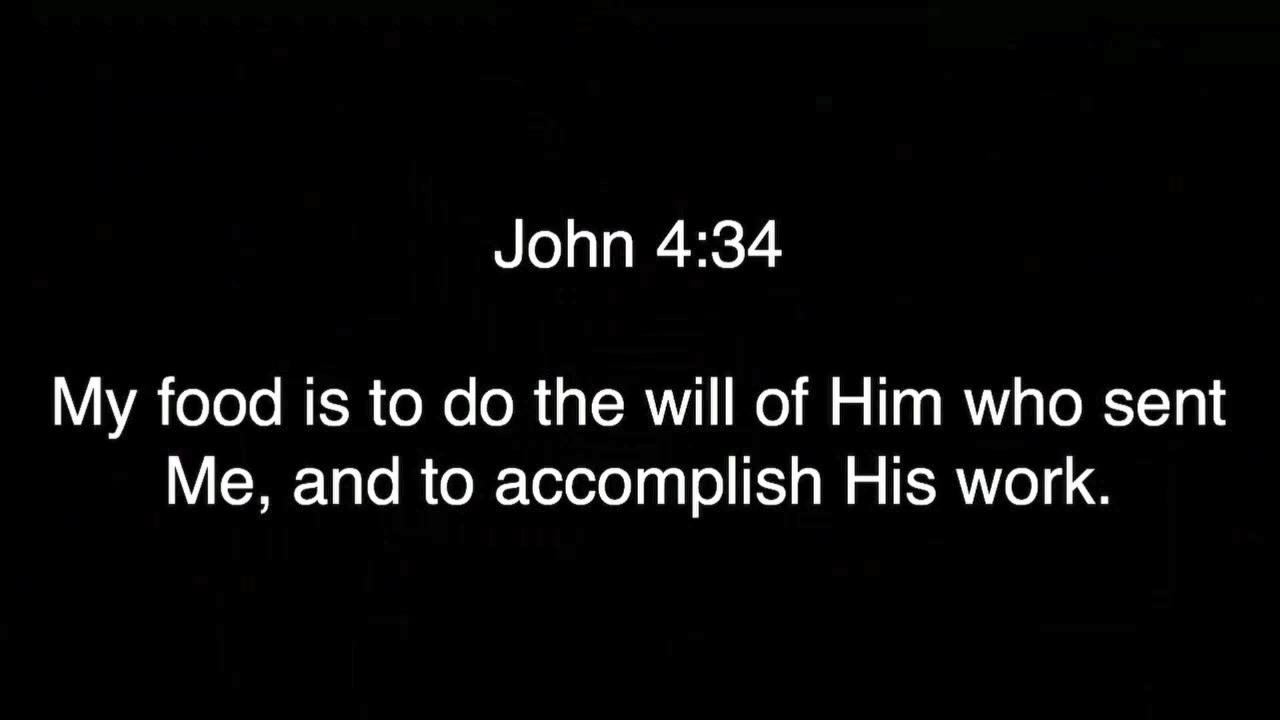 John 4:34
My food is to do the will of Him who sent
Me, and to accomplish His work.